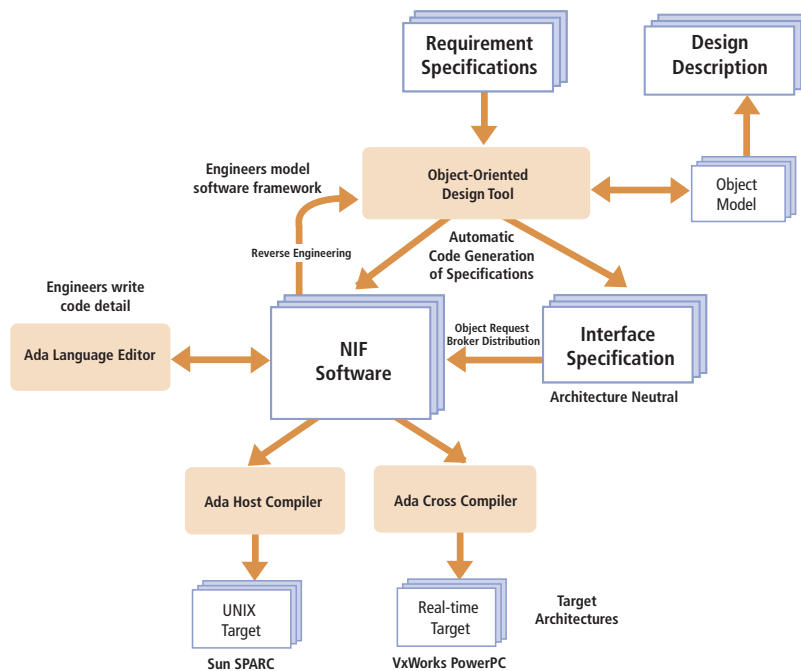 Requirement
Specifications
Design
Description
Engineers model
software framework
Object-Oriented
Design Tool
Object
Model
Reverse Engineering
Automatic
Code Generation
of Specifications
Engineers write
code detail
Ada Language Editor
NIF
Software
Object Request
Broker Distribution
Interface
Specification
Architecture Neutral
Ada Host Compiler
Ada Cross Compiler
UNIX
Target
Real-time
Target
Target
Architectures
Sun SPARC
VxWorks PowerPC